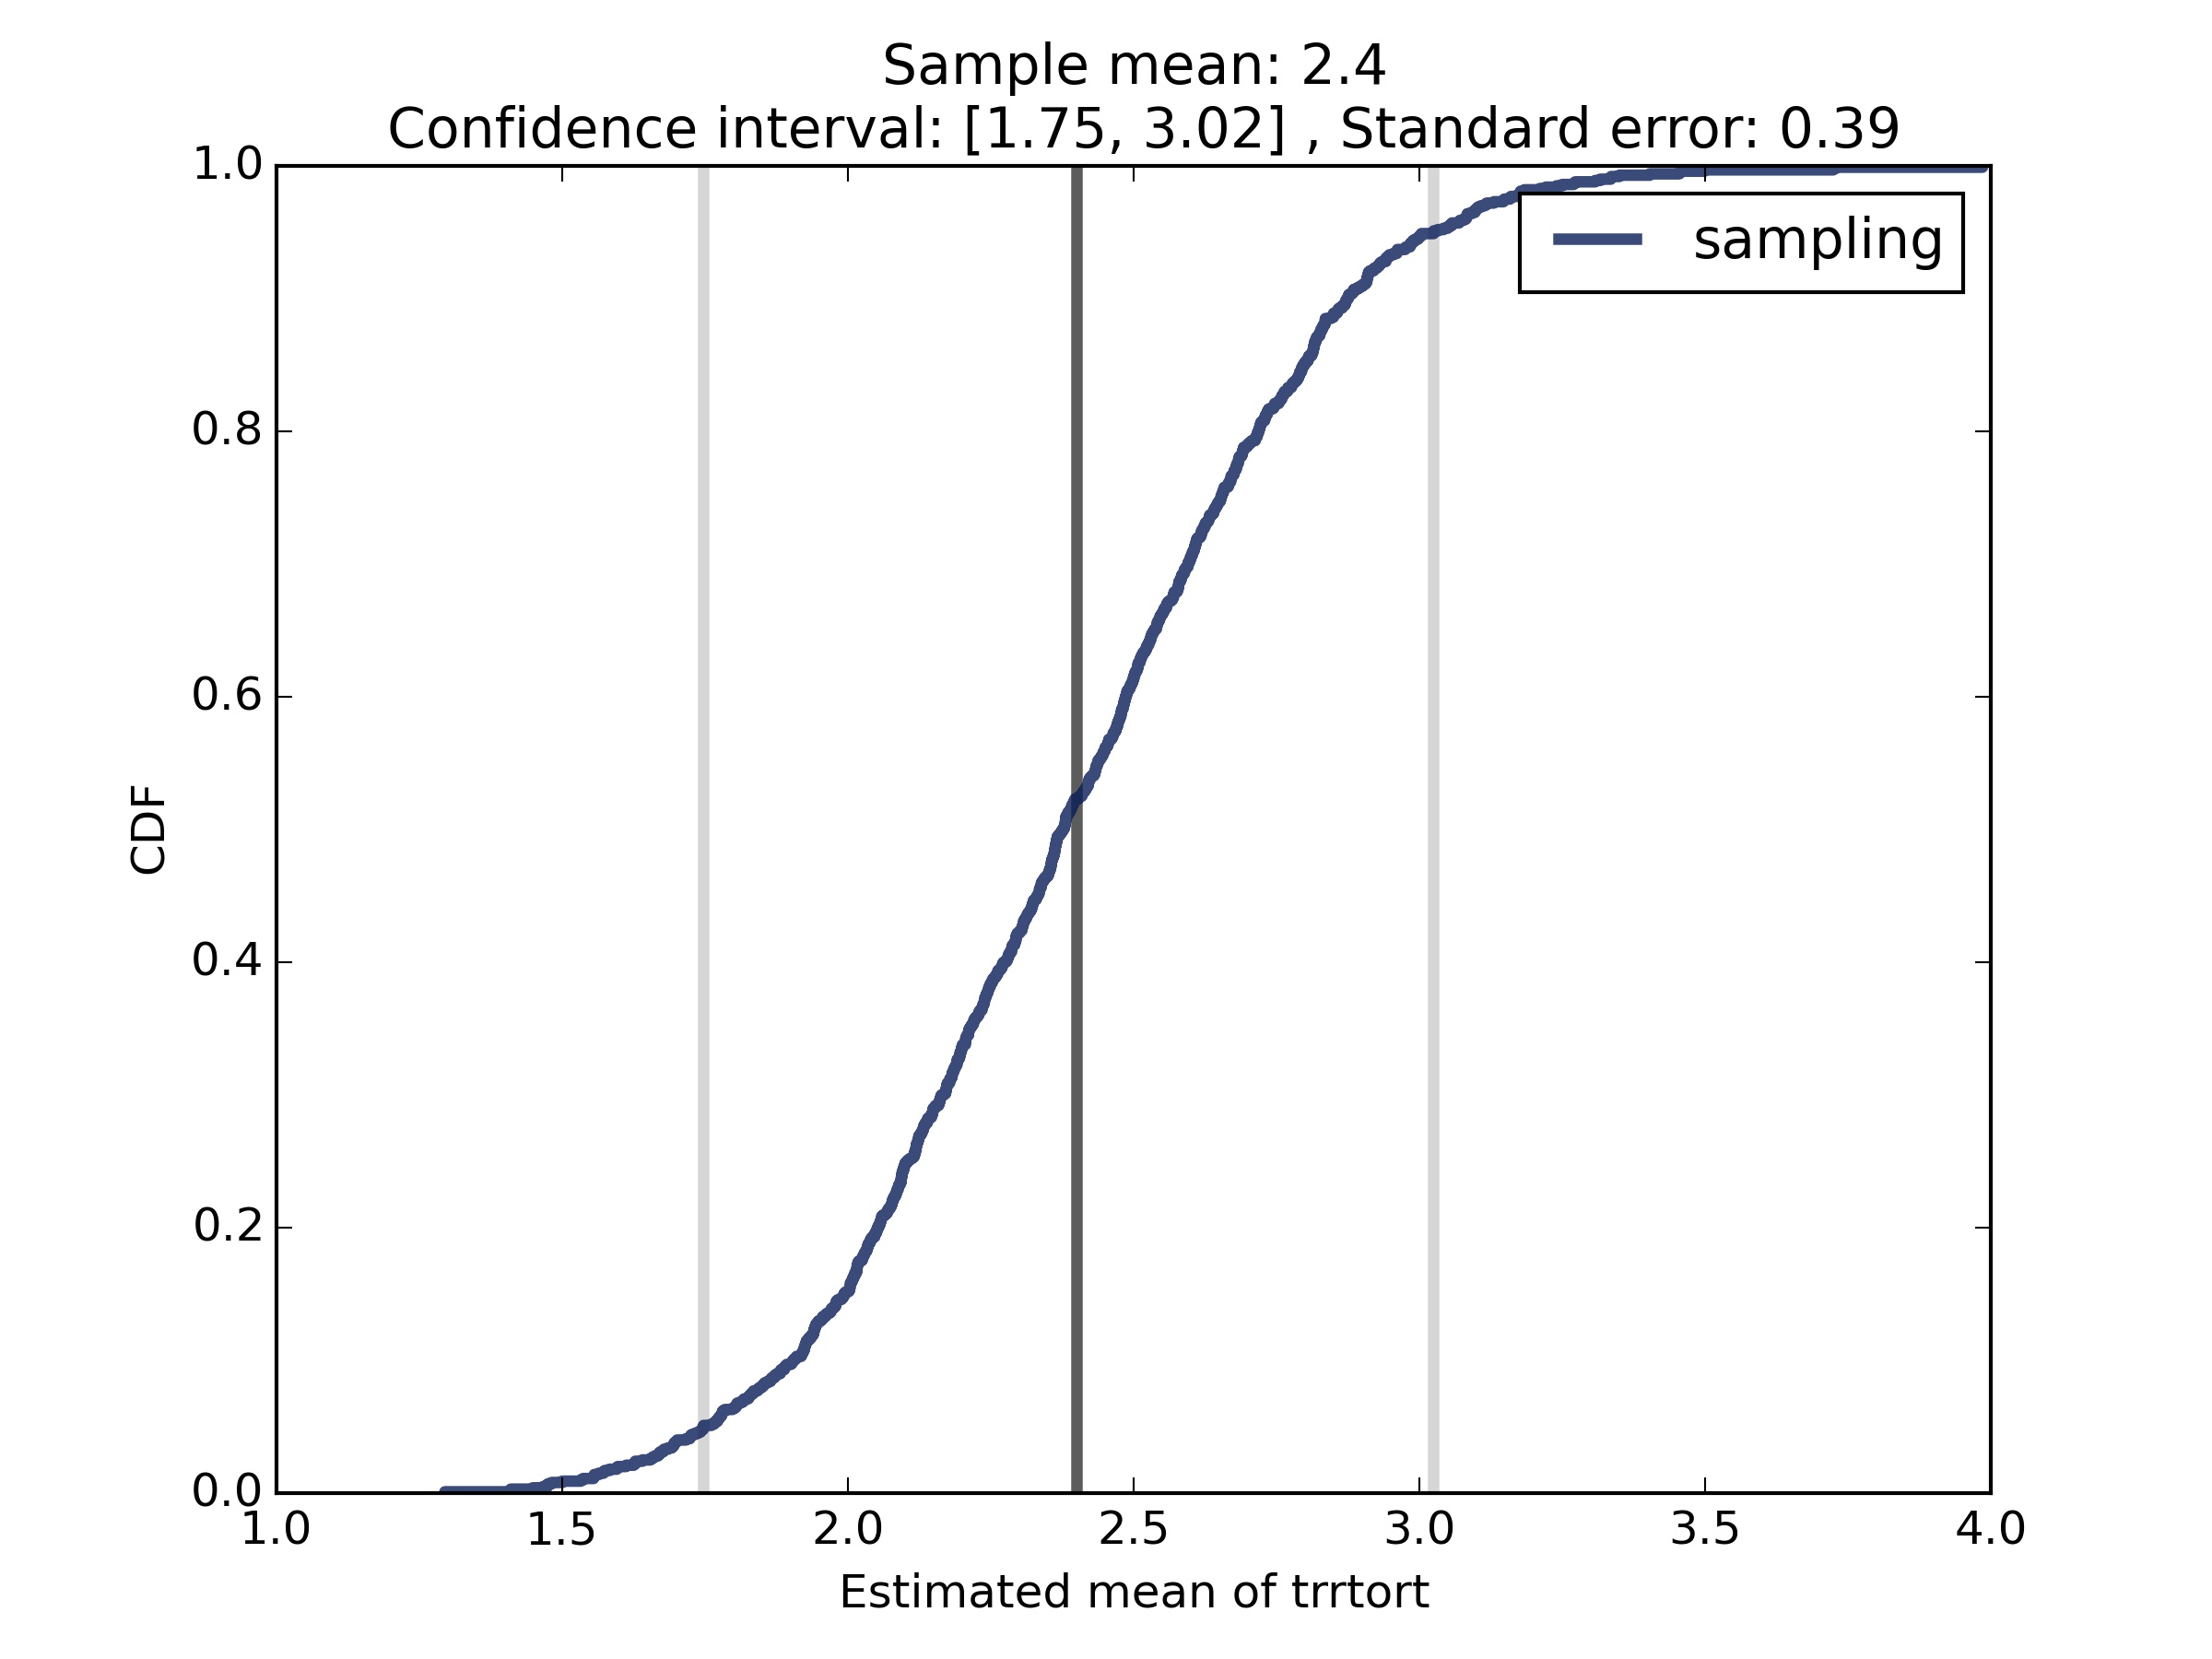 Sample mean: 2.4
Confidence interval: [1.75, 3.02] , Standard error: 0.39
1.0
0.8
0.6
0.4
0.2
0.0
CDF
sampling
1.0 1.5 2.0 2.5 3.0 3.5 4.0
Estimated mean of trrtort